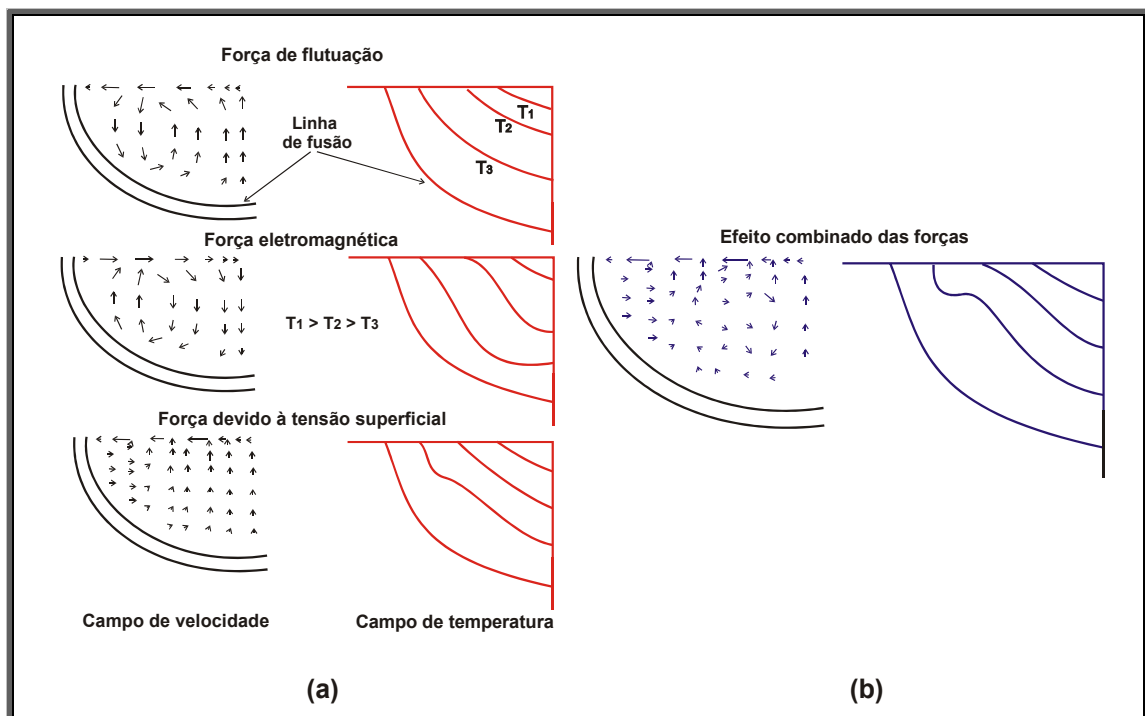 Força de flutuação
Linha
de fusão
T1
T2
T3
Força eletromagnética
T1 > T2 > T3
Força devido à tensão superficial
Campo de velocidade
Campo de temperatura
(a)
Efeito combinado das forças
(b)